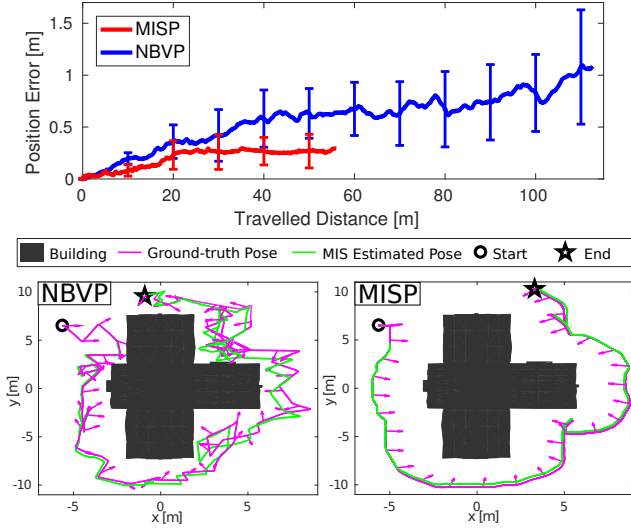 MISP
NBVP
Position Error [m]
1.5
1
0.5
0
0 20 40 60 80 100
Travelled Distance [m]
Building Ground-truth Pose MIS Estimated Pose Start End
NBVP
y [m]
10
5
0
-5
-10
-5 0 5
x [m]
MISP
y [m]
10
5
0
-5
-10
-5 0 5
x [m]